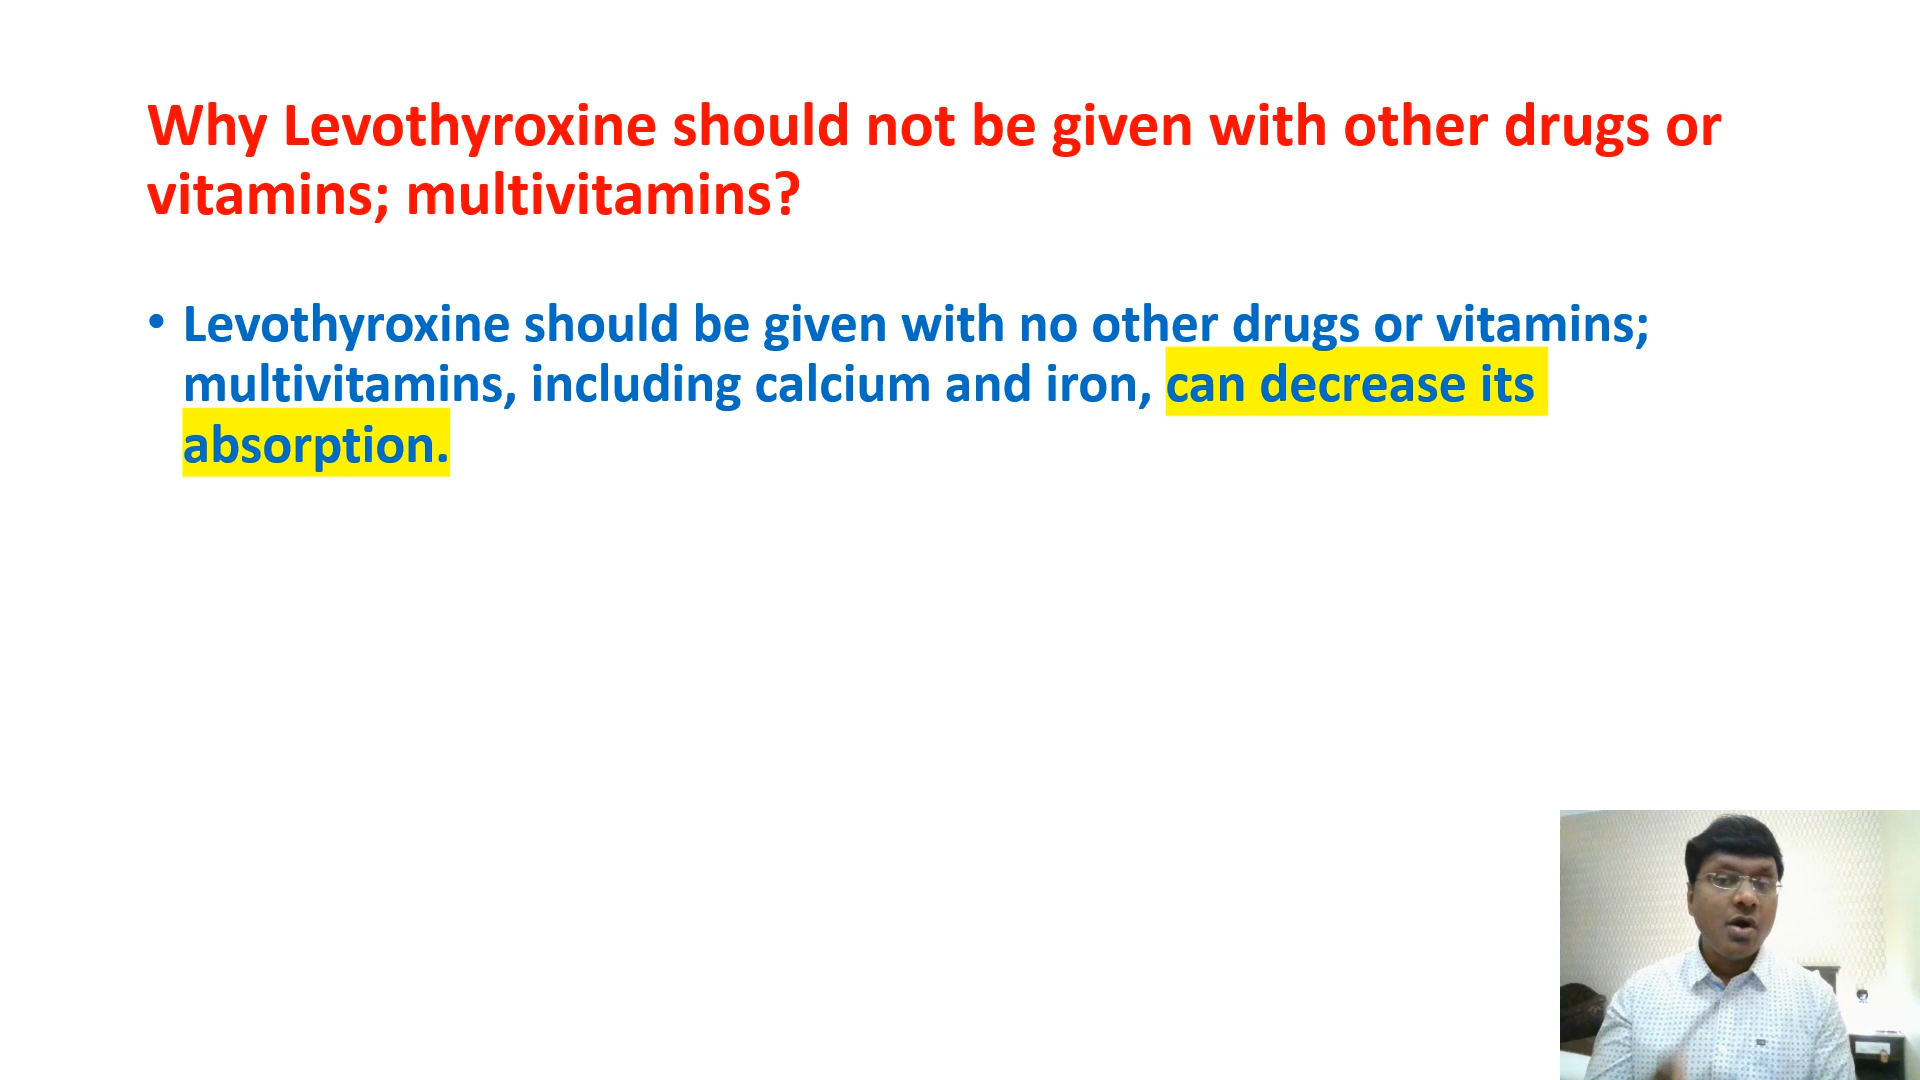 Why Levothyroxine should not be given with other drugs or
vitamins; multivitamins?
• Levothyroxine should be given with no other drugs or vitamins;
multivitamins, including calcium and iron, can decrease its
absorption.